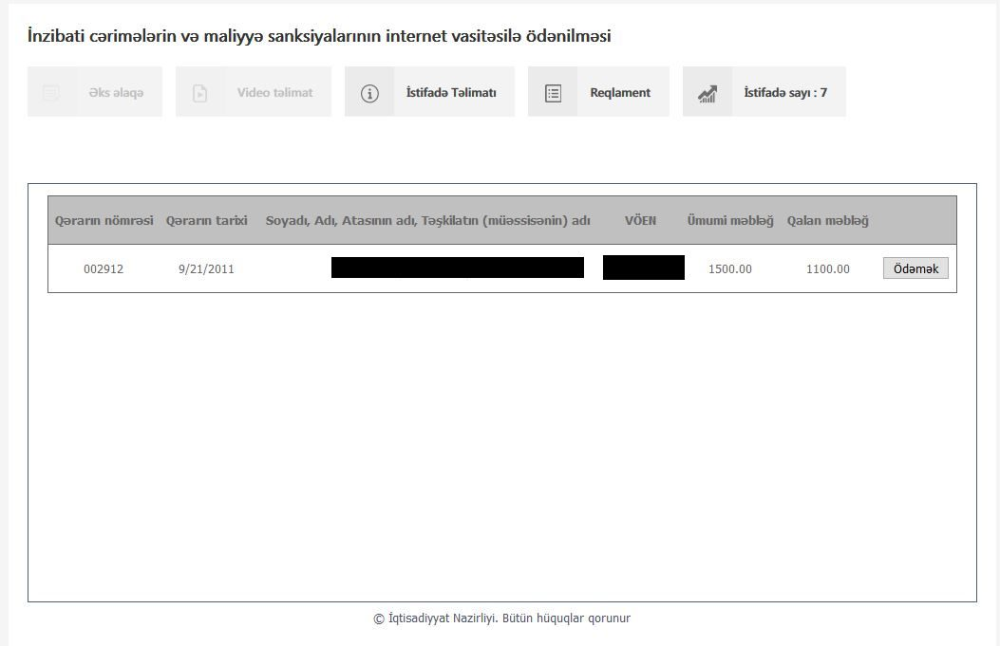 İnzibati cərimələrin və maliyyə sanksiyalarının internet vasitəsilə ödənilməsi
Əks əlaqə Video təlimat İstifadə Təlimatı Reqlament İstifadə sayı : 7
Qərarın nömrəsi Qərarın tarixi Soyadı, Adı, Atasının adı, Təşkilatın (müəssisənin) adı VÖEN Ümumi məbləğ Qalan məbləğ
002912 9/21/2011 1500.00 1100.00 Ödəmək
© İqtisadiyyat Nazirliyi. Bütün hüquqlar qorunur